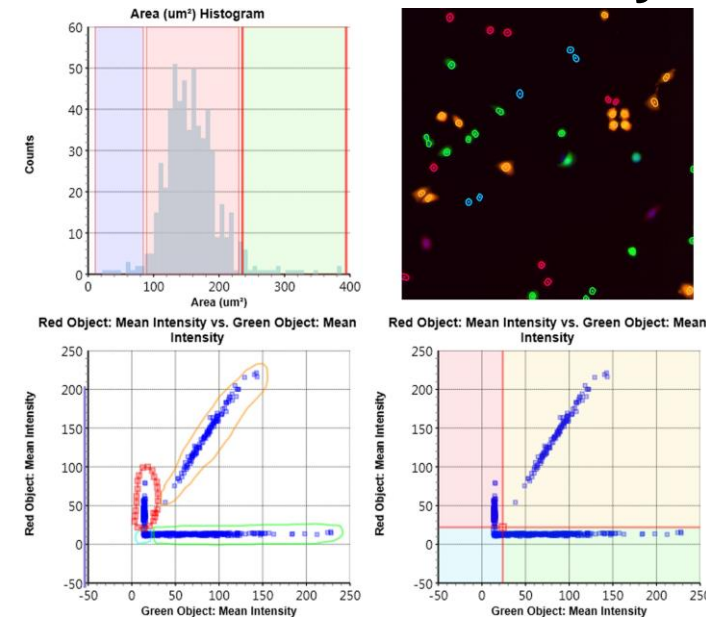 Area (um²) Histogram
60
50
40
30
20
10
0
Counts
0 100 200 300 400
Area (um²)
Red Object: Mean Intensity vs. Green Object: Mean
Intensity
250
200
150
100
50
0
-50
Red Object: Mean Intensity
-50 0 50 100 150 200 250
Green Object: Mean Intensity
Red Object: Mean Intensity vs. Green Object: Mean
Intensity
250
200
150
100
50
0
-50
Red Object: Mean Intensity
-50 0 50 100 150 200 250
Green Object: Mean Intensity